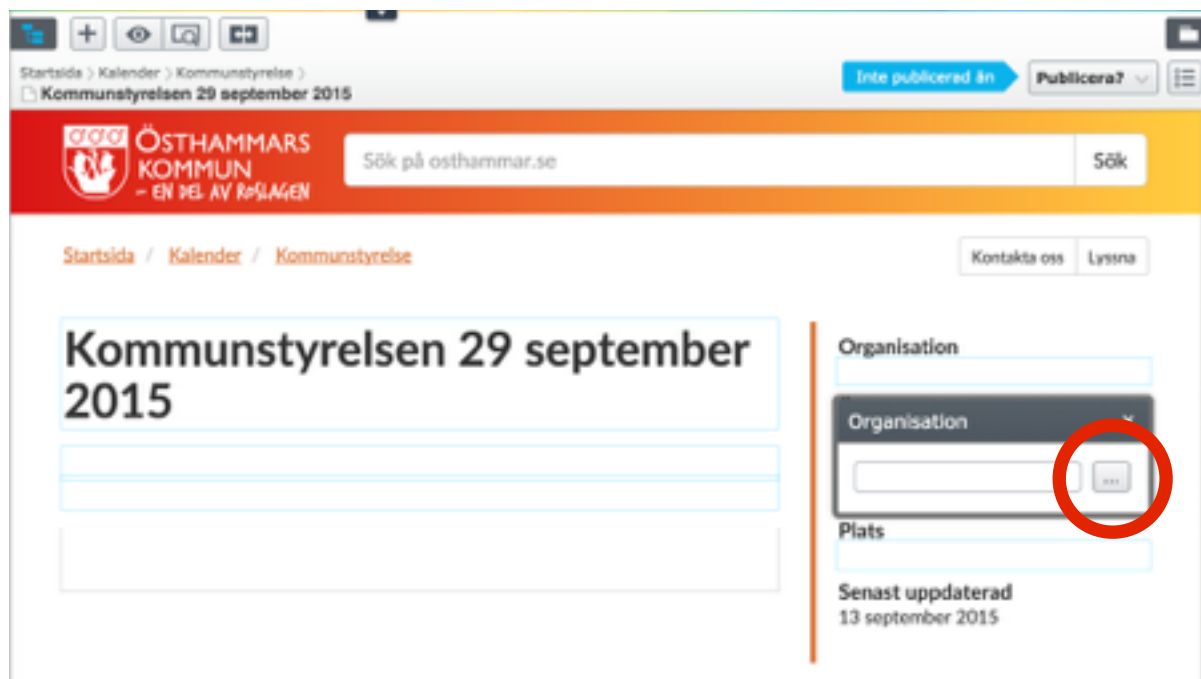 Startsida > Kalender > Kommunstyrelse >
Kommunstyrelsen 29 september 2015
Inte publicerad än
Publicera?
ÖSTHAMMARS
KOMMUN
– EN DEL AV ROSLAGEN
Sök på osthammar.se
Sök
Startsida / Kalender / Kommunstyrelse
Kontakta oss
Lyssna
Kommunstyrelsen 29 september
2015
Organisation
Organisation
...
Plats
Senast uppdaterad
13 september 2015